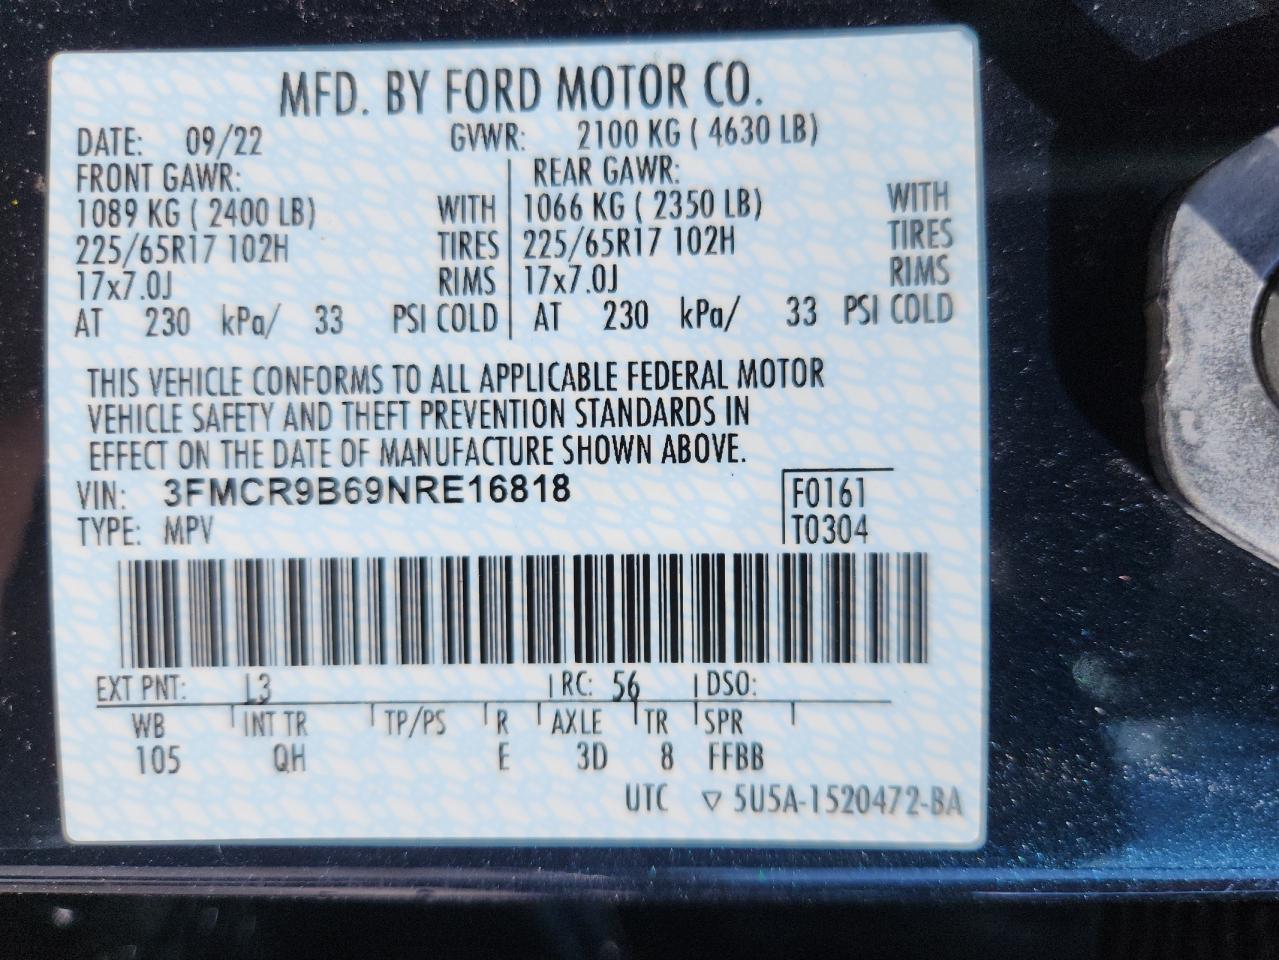 MFD. BY FORD MOTOR CO.
DATE: 09/22 GVWR: 2100 KG ( 4630 LB)
FRONT GAWR: REAR GAWR:
1089 KG ( 2400 LB) WITH 1066 KG ( 2350 LB) WITH
225/65R17 102H TIRES 225/65R17 102H TIRES
17x7.0J RIMS 17x7.0J RIMS
AT 230 kPa/ 33 PSI COLD AT 230 kPa/ 33 PSI COLD
THIS VEHICLE CONFORMS TO ALL APPLICABLE FEDERAL MOTOR
VEHICLE SAFETY AND THEFT PREVENTION STANDARDS IN
EFFECT ON THE DATE OF MANUFACTURE SHOWN ABOVE.
VIN: 3FMCR9B69NRE16818 F0161
TYPE: MPV T0304
EXT PNT: L3 RC: 56 DSO:
WB INT TR TP/PS R AXLE TR SPR
105 QH E 3D 8 FFBB
UTC ▽ 5U5A-1520472-BA